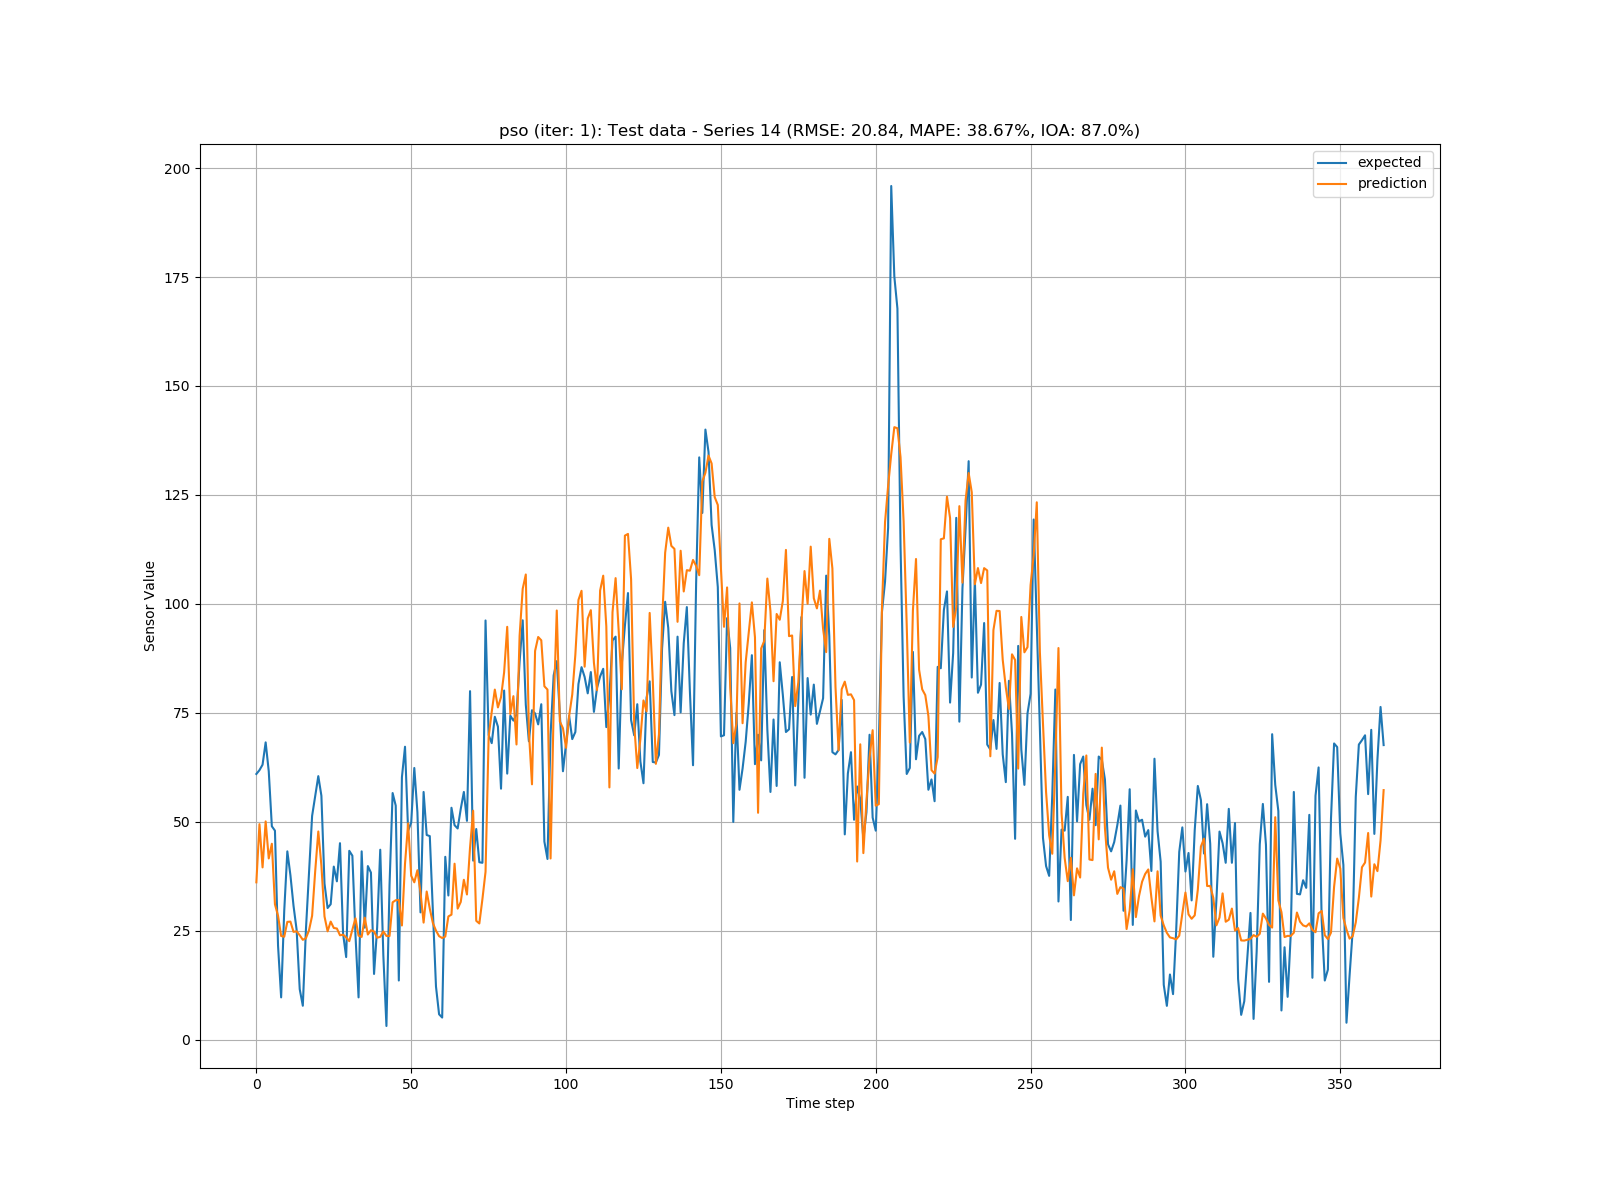 pso (iter: 1): Test data - Series 14 (RMSE: 20.84, MAPE: 38.67%, IOA: 87.0%)
expected
prediction
200
175
150
125
100
75
50
25
0
Sensor Value
0 50 100 150 200 250 300 350
Time step